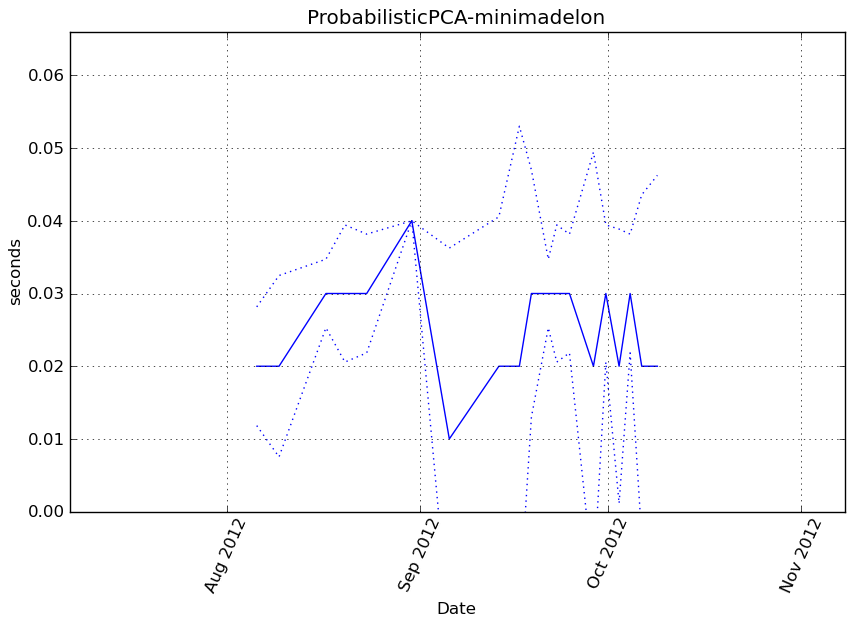 ProbabilisticPCA-minimadelon
0.06
0.05
0.04
0.03
0.02
0.01
0.00
seconds
Aug 2012
Sep 2012
Oct 2012
Nov 2012
Date